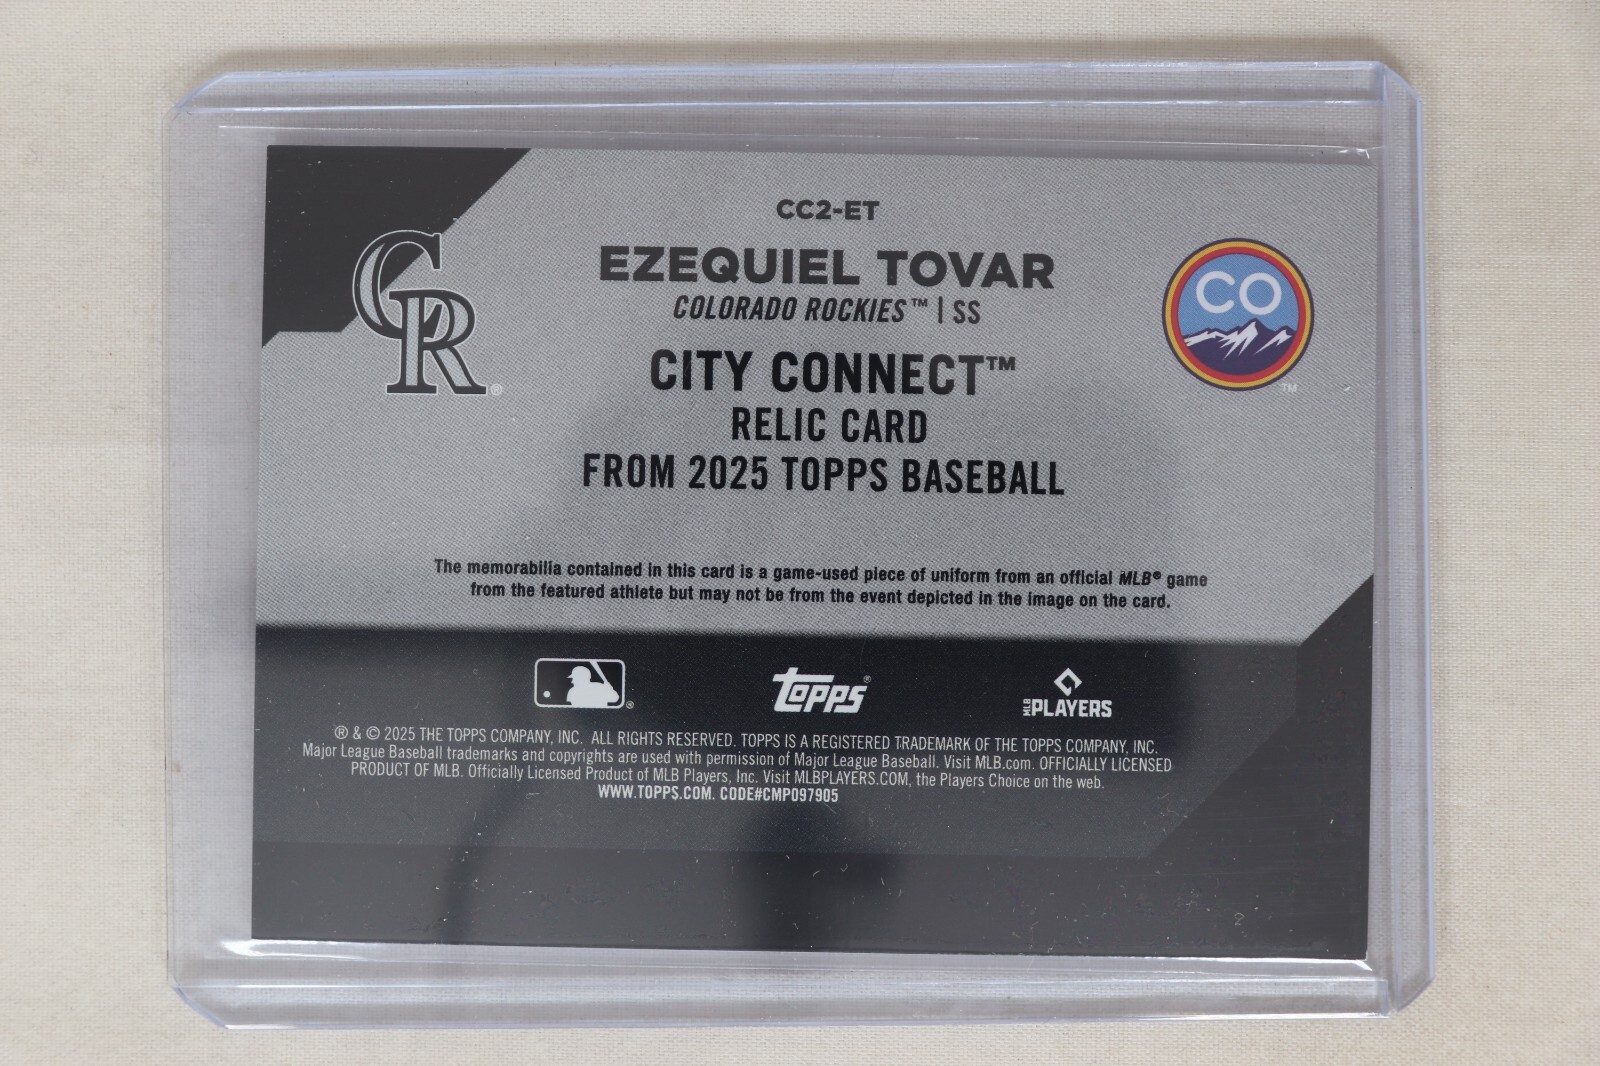 CC2-ET
EZEQUIEL TOVAR
COLORADO ROCKIES™ | SS
CR®
CO
™
CITY CONNECT™
RELIC CARD
FROM 2025 TOPPS BASEBALL
The memorabilia contained in this card is a game-used piece of uniform from an official MLB® game
from the featured athlete but may not be from the event depicted in the image on the card.
®
Topps®
MLB PLAYERS
® & © 2025 THE TOPPS COMPANY, INC. ALL RIGHTS RESERVED. TOPPS IS A REGISTERED TRADEMARK OF THE TOPPS COMPANY, INC.
Major League Baseball trademarks and copyrights are used with permission of Major League Baseball. Visit MLB.com. OFFICIALLY LICENSED
PRODUCT OF MLB. Officially Licensed Product of MLB Players, Inc. Visit MLBPLAYERS.COM, the Players Choice on the web.
WWW.TOPPS.COM. CODE#CMP097905